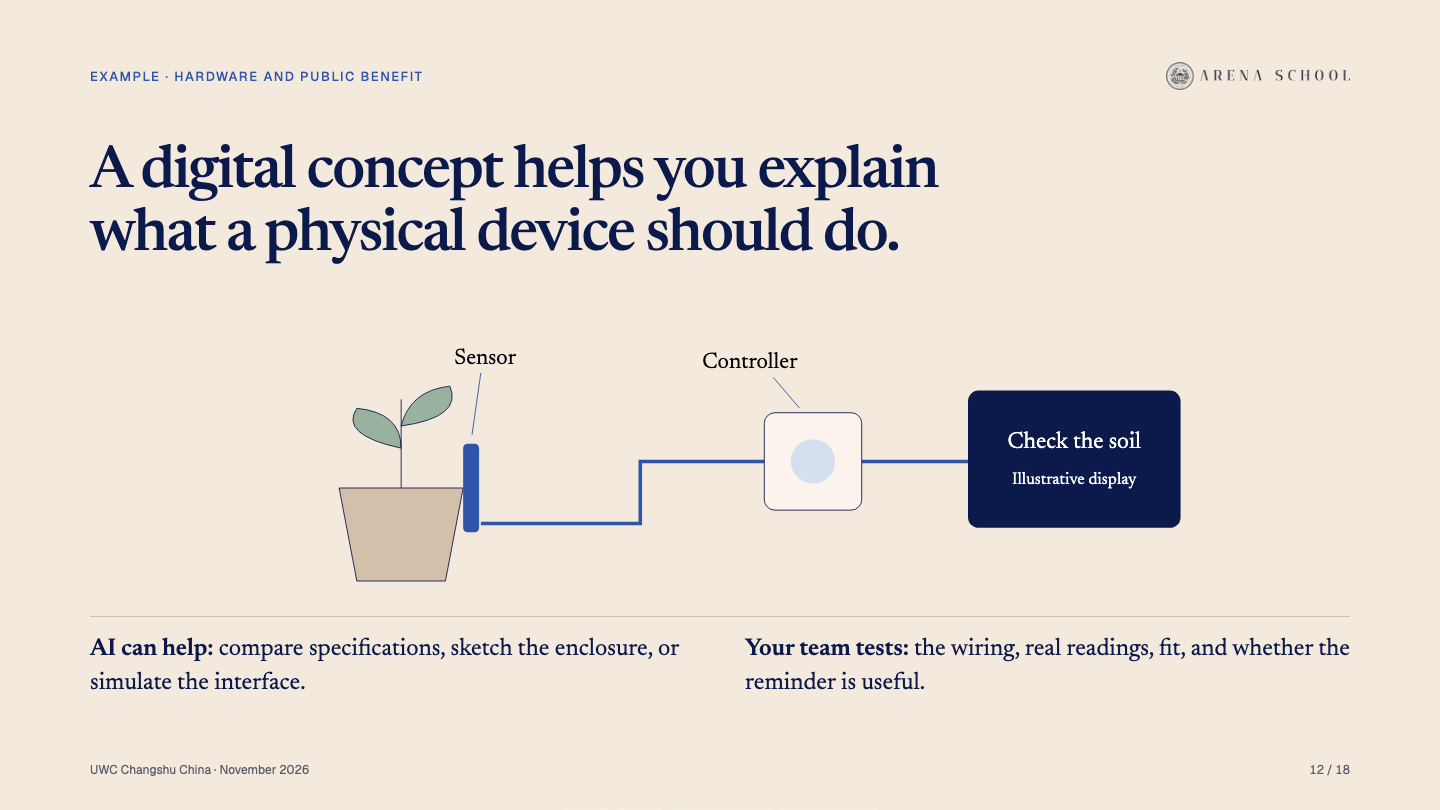 EXAMPLE · HARDWARE AND PUBLIC BENEFIT
ARENA SCHOOL
A digital concept helps you explain
what a physical device should do.
Sensor
Controller
Check the soil
Illustrative display
AI can help: compare specifications, sketch the enclosure, or
simulate the interface.
Your team tests: the wiring, real readings, fit, and whether the
reminder is useful.
UWC Changshu China · November 2026
12 / 18